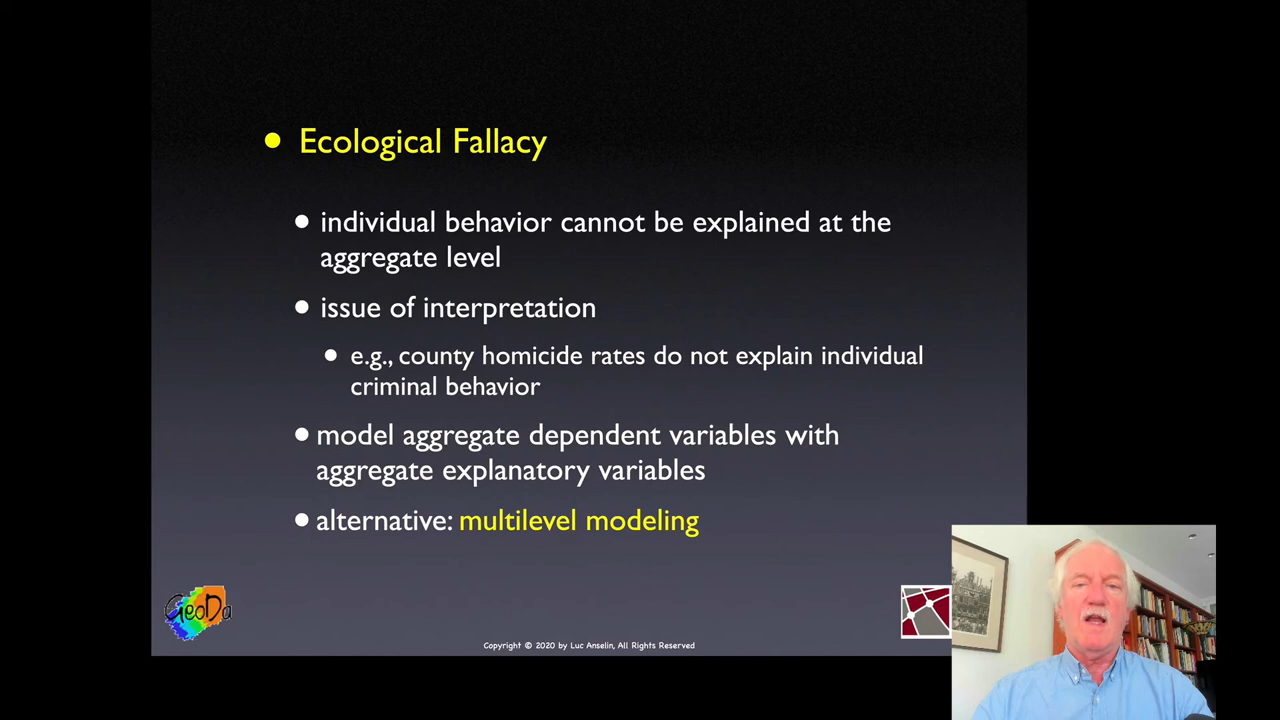 • Ecological Fallacy
• individual behavior cannot be explained at the
aggregate level
• issue of interpretation
• e.g., county homicide rates do not explain individual
criminal behavior
• model aggregate dependent variables with
aggregate explanatory variables
• alternative: multilevel modeling
GeoDa
Copyright © 2020 by Luc Anselin, All Rights Reserved